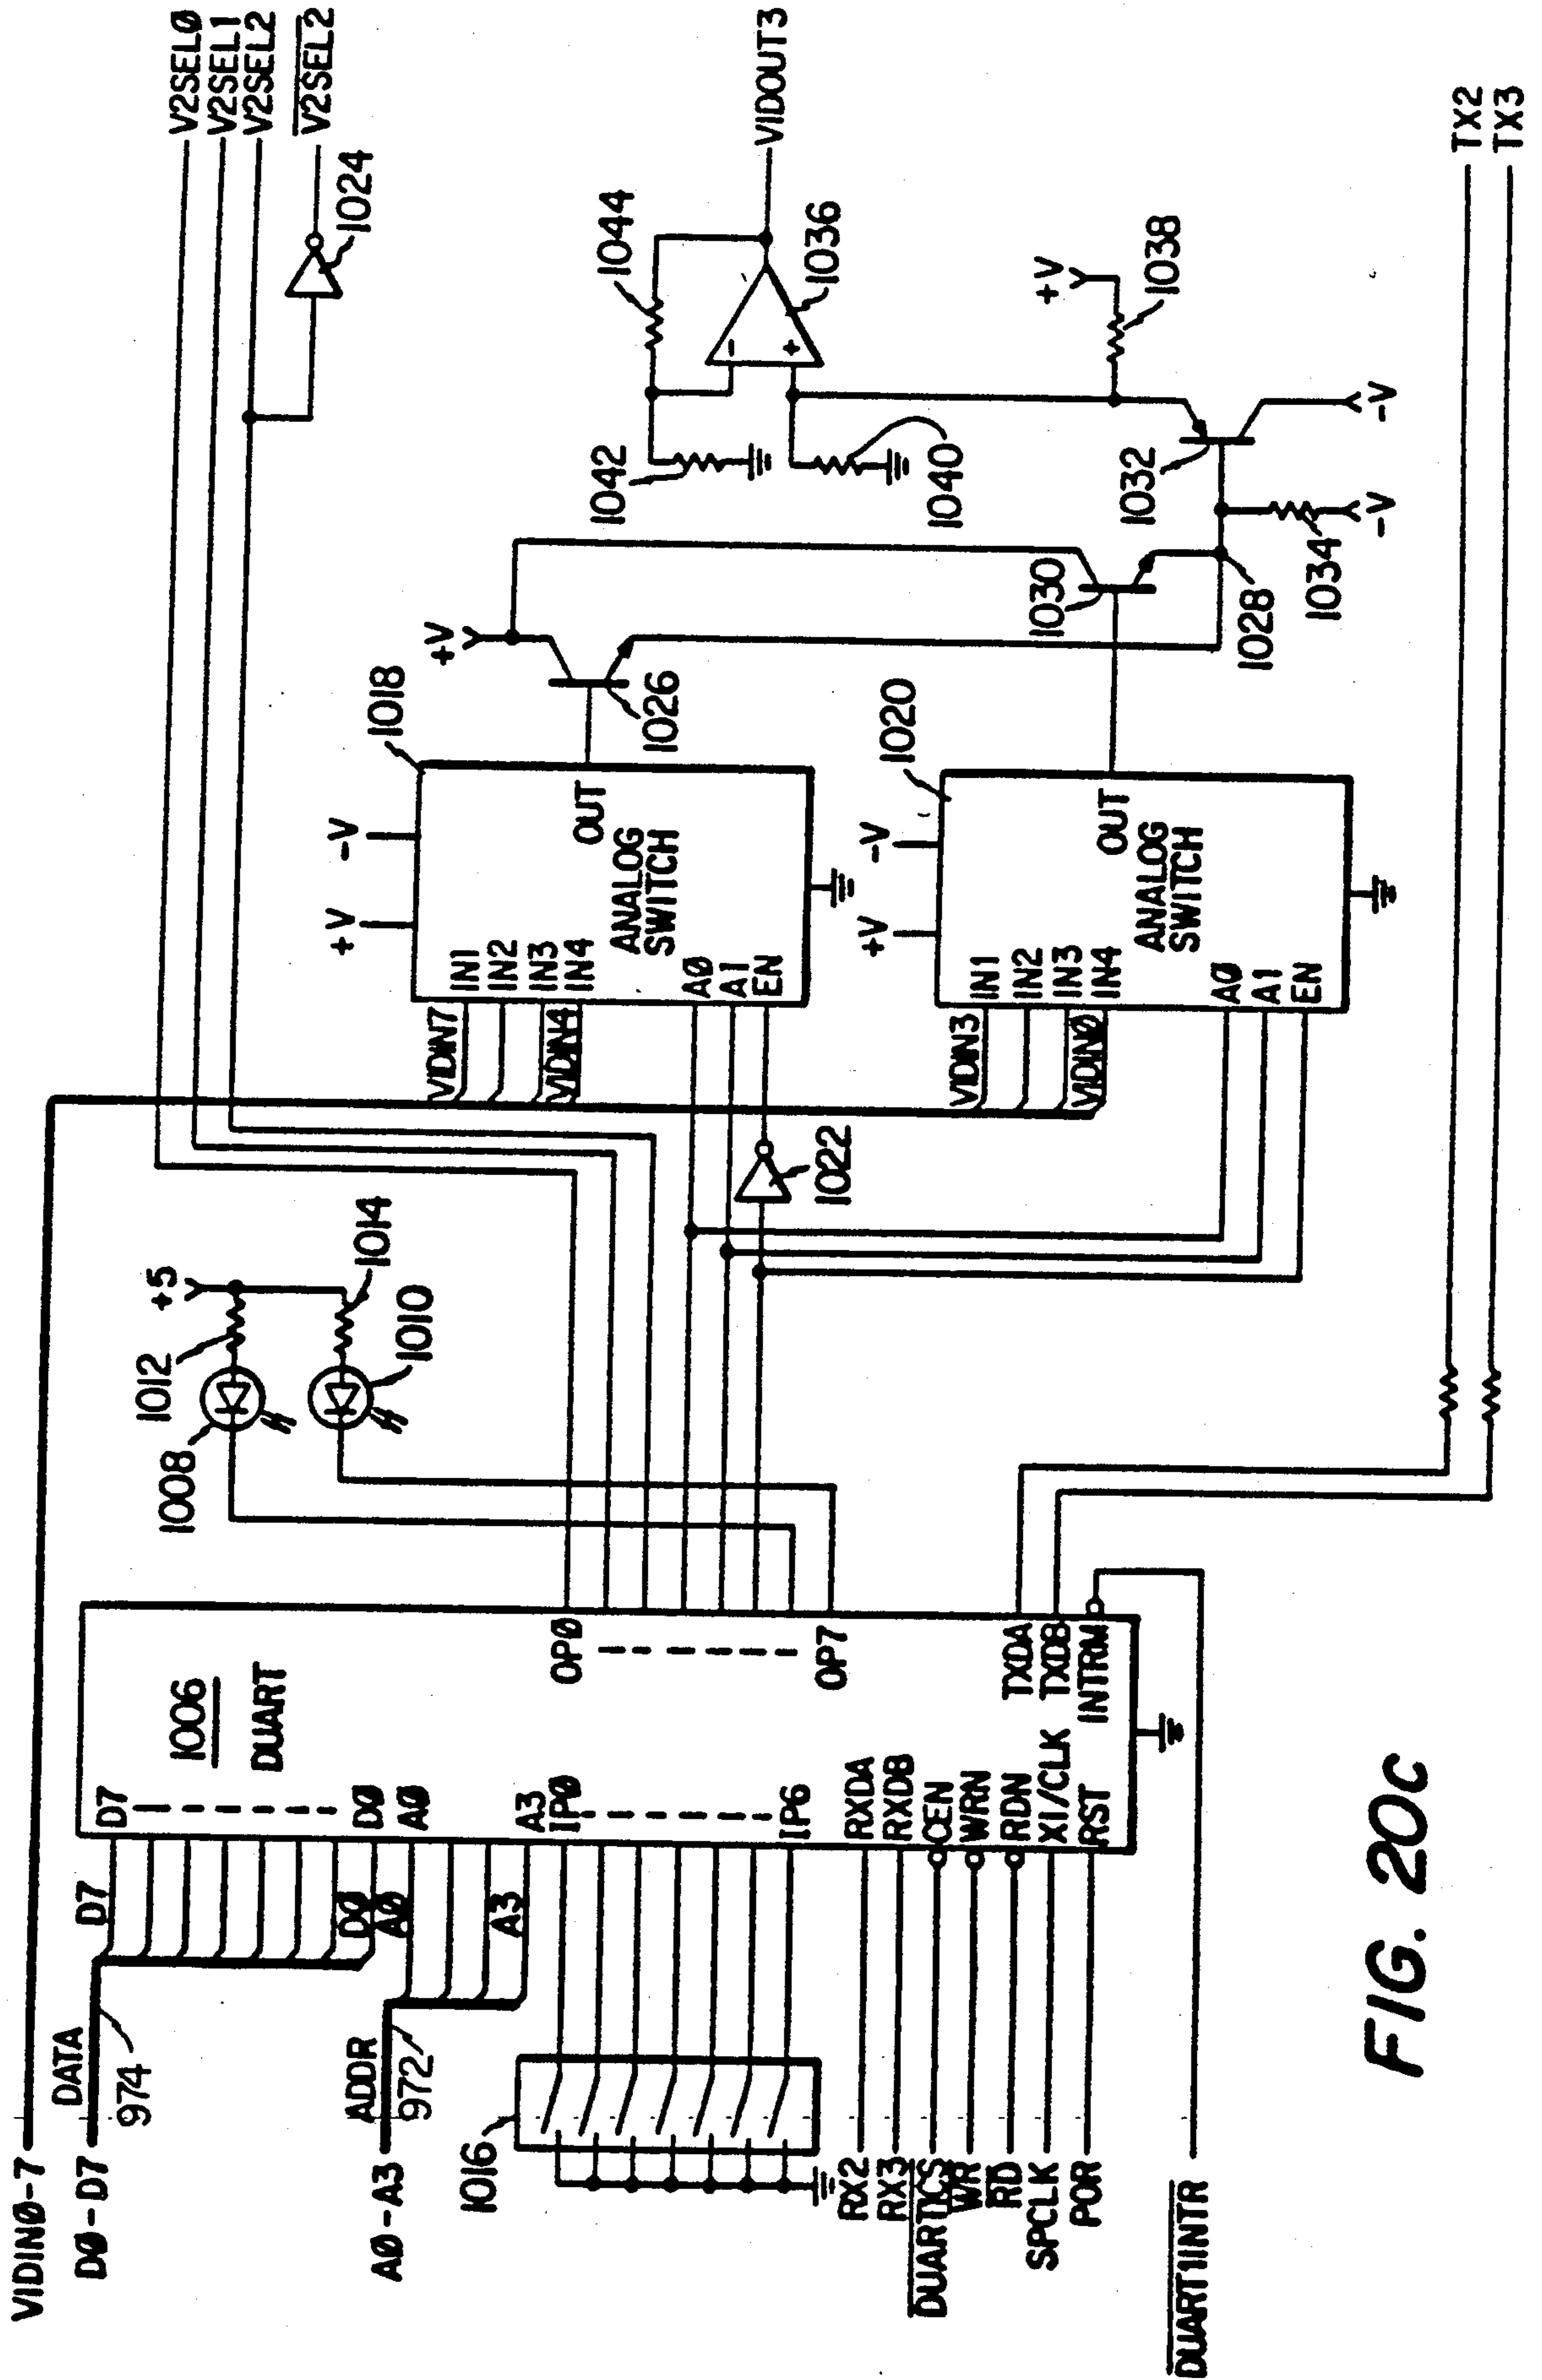 VIDIN0-7
D0-D7
DATA
974
A0-A3
ADDR
972
1016
RX2
RX3
DUART1CS
WR
RD
SPCLK
POR
DUART1INTR
D7
D0
A0
A3
D7
D0
A0
A3
IP0
IP6
RXDA
RXDB
CEN
WRN
RDN
X1/CLK
RST
1006
DUART
OP0
OP7
TXDA
TXDB
INTRN
1008
1012
+5
1014
1010
1022
VIDIN7
VIDIN4
IN1
IN2
IN3
IN4
A0
A1
EN
ANALOG
SWITCH
OUT
+V
-V
1018
VIDIN3
VIDIN0
IN1
IN2
IN3
IN4
A0
A1
EN
ANALOG
SWITCH
OUT
+V
-V
1020
+V
1026
1030
1028
1034
-V
1032
-V
1038
+V
1042
1040
1044
1036
VIDOUT3
1024
V2SEL0
V2SEL1
V2SEL2
V2SEL2
TX2
TX3
FIG. 20C